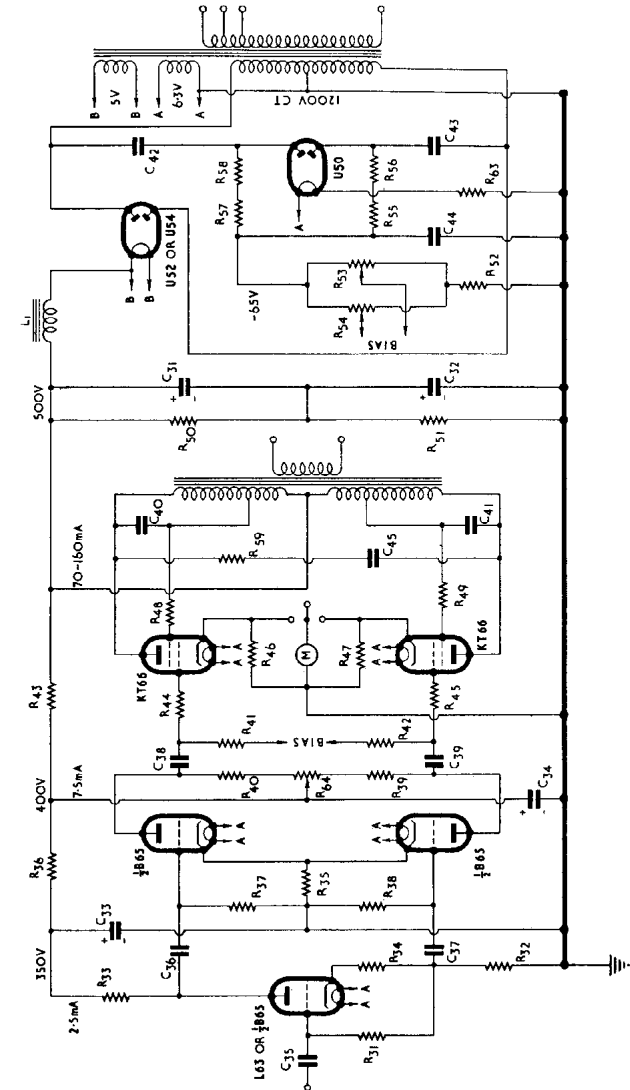 350V
400V
500V
2·5mA
7·5mA
70–160mA
R36
R43
L1
R33
C33
C36
L63 OR ½B65
C35
R31
R34
R32
C37
R37
R35
R38
½B65
½B65
A
A
A
A
A
A
R40
R64
R39
C34
C38
C39
R41
BIAS
R42
R44
R45
KT66
KT66
A
A
A
A
R46
M
R47
R48
R49
C40
C41
R59
C45
R50
R51
C31
C32
+
-
+
-
+
-
+
-
U52 OR U54
B
B
-65V
R54
R53
BIAS
R52
R57
R58
C42
A
U50
R55
R56
C44
C43
R63
B
B
5V
A
A
6·3V
1200V CT